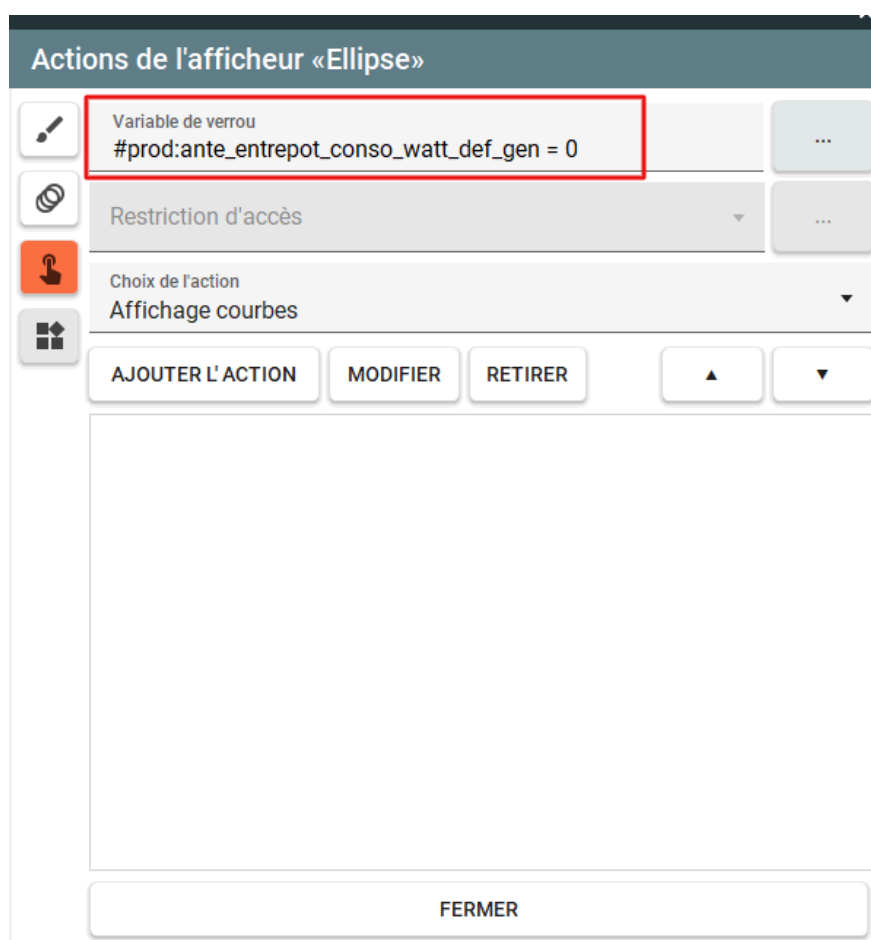 Actions de l'afficheur «Ellipse»
Variable de verrou
#prod:ante_entrepot_conso_watt_def_gen = 0
...
Restriction d'accès
...
Choix de l'action
Affichage courbes
AJOUTER L'ACTION MODIFIER RETIRER
FERMER